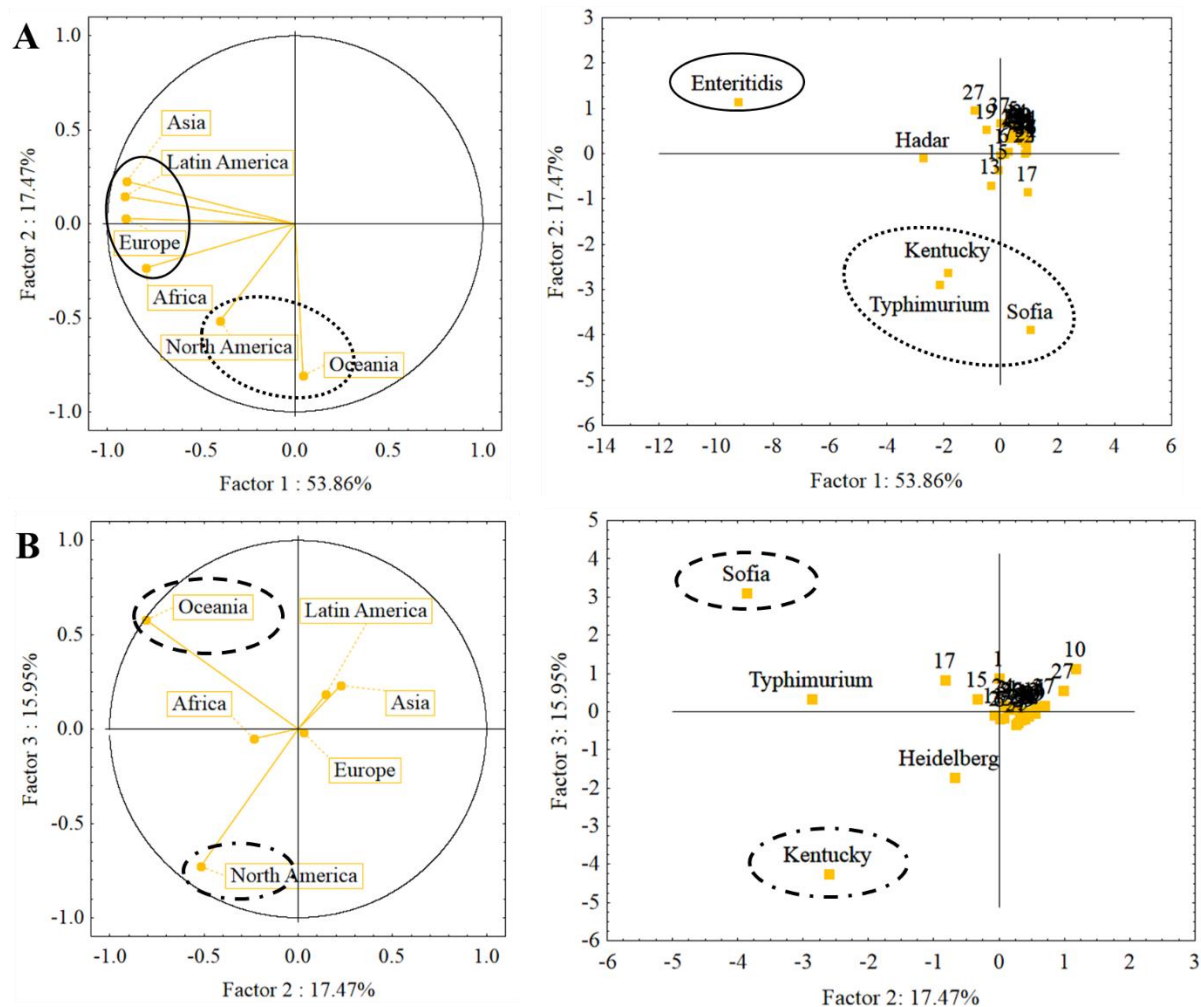 A
1.0
0.5
0.0
-0.5
-1.0
Factor 2 : 17.47%
Asia
Latin America
Europe
Africa
North America
Oceania
-1.0 -0.5 0.0 0.5 1.0
Factor 1 : 53.86%
3
2
1
0
-1
-2
-3
-4
-5
-6
Factor 2: 17.47%
Enteritidis
27
37
19
Hadar
15
13
17
Kentucky
Typhimurium
Sofia
-14 -12 -10 -8 -6 -4 -2 0 2 4 6
Factor 1: 53.86%
B
1.0
0.5
0.0
-0.5
-1.0
Factor 3 : 15.95%
Oceania
Latin America
Africa
Asia
Europe
North America
-1.0 -0.5 0.0 0.5 1.0
Factor 2 : 17.47%
5
4
3
2
1
0
-1
-2
-3
-4
-5
-6
Factor 3: 15.95%
Sofia
17
1
10
27
Typhimurium
15
Heidelberg
Kentucky
-6 -5 -4 -3 -2 -1 0 1 2 3
Factor 2: 17.47%